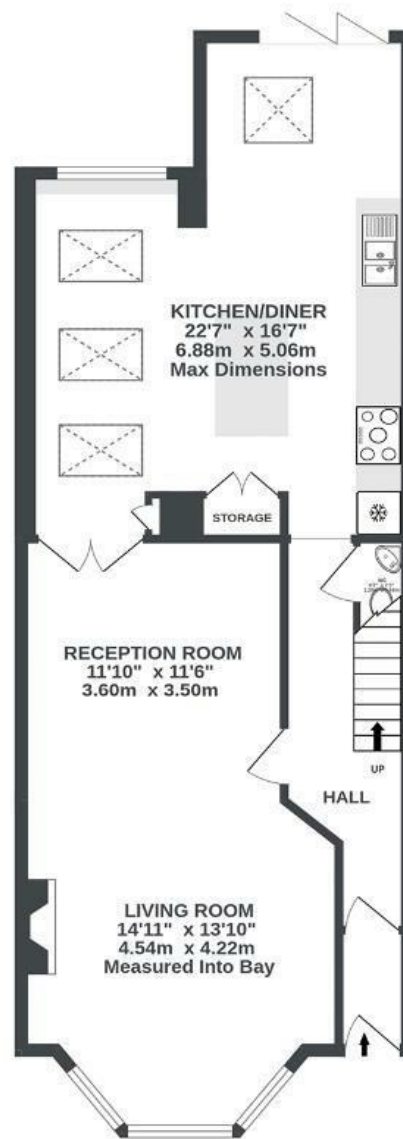 KITCHEN/DINER
22'7" x 16'7"
6.88m x 5.06m
Max Dimensions
STORAGE
WC
RECEPTION ROOM
11'10" x 11'6"
3.60m x 3.50m
UP
HALL
LIVING ROOM
14'11" x 13'10"
4.54m x 4.22m
Measured Into Bay